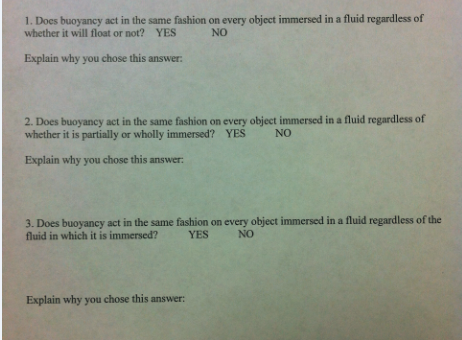 1. Does buoyancy act in the same fashion on every object immersed in a fluid regardless of
whether it will float or not? YES NO
Explain why you chose this answer:
2. Does buoyancy act in the same fashion on every object immersed in a fluid regardless of
whether it is partially or wholly immersed? YES NO
Explain why you chose this answer:
3. Does buoyancy act in the same fashion on every object immersed in a fluid regardless of the
fluid in which it is immersed? YES NO
Explain why you chose this answer: